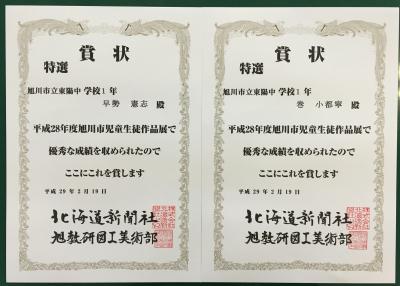 賞状
特選
旭川市立東陽中学校1年
早勢 憲志 殿
平成28年度旭川市児童生徒作品展で
優秀な成績を収められたので
ここにこれを賞します
平成29年2月19日
北海道新聞社
旭教研図工美術部
賞状
特選
旭川市立東陽中学校1年
巻 小都寧 殿
平成28年度旭川市児童生徒作品展で
優秀な成績を収められたので
ここにこれを賞します
平成29年2月19日
北海道新聞社
旭教研図工美術部